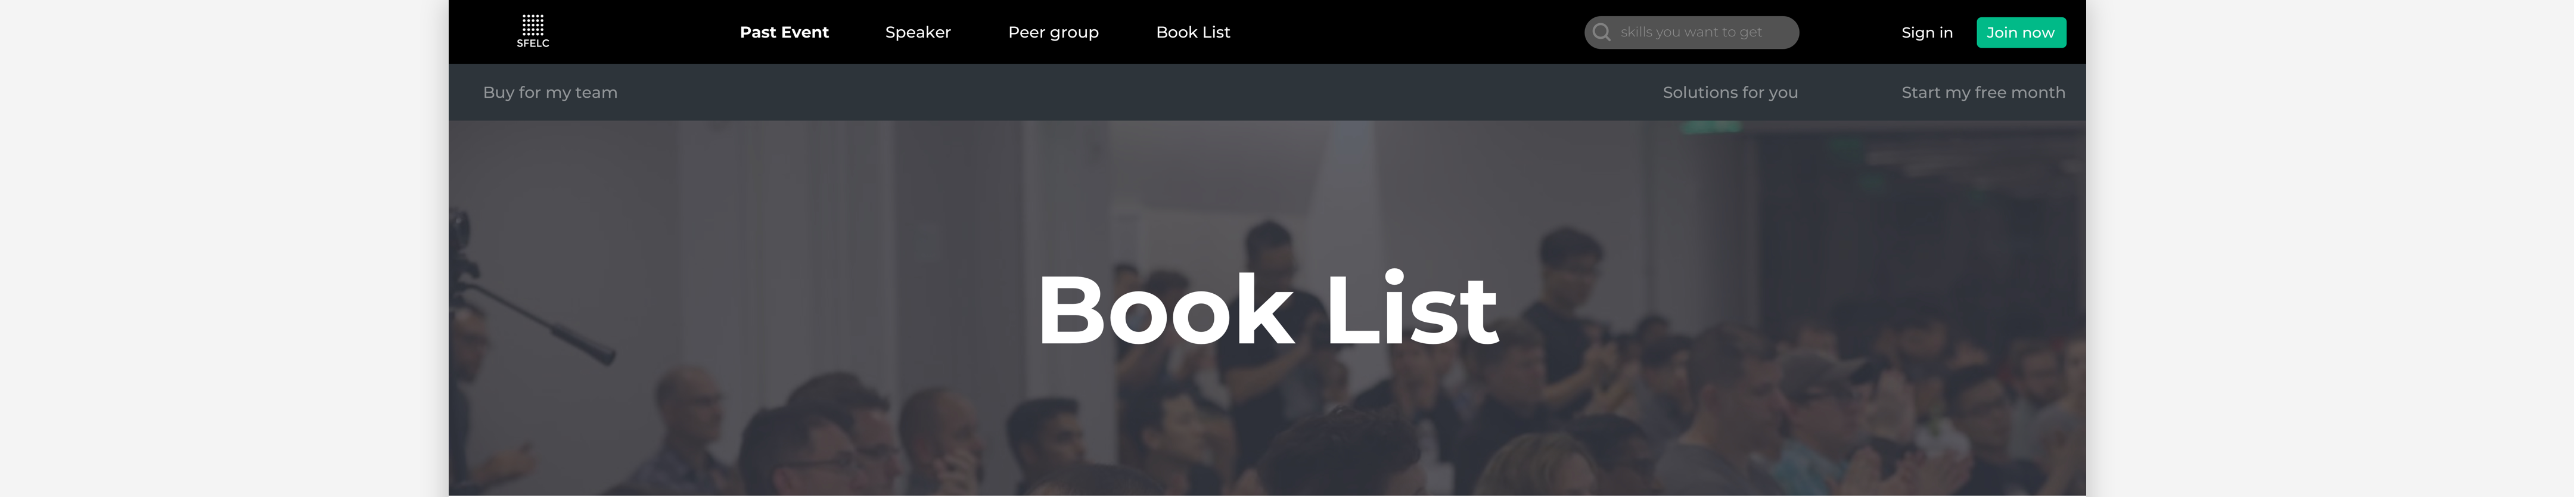 SFELC
Past Event Speaker Peer group Book List skills you want to get Sign in Join now
Buy for my team Solutions for you Start my free month
Book List